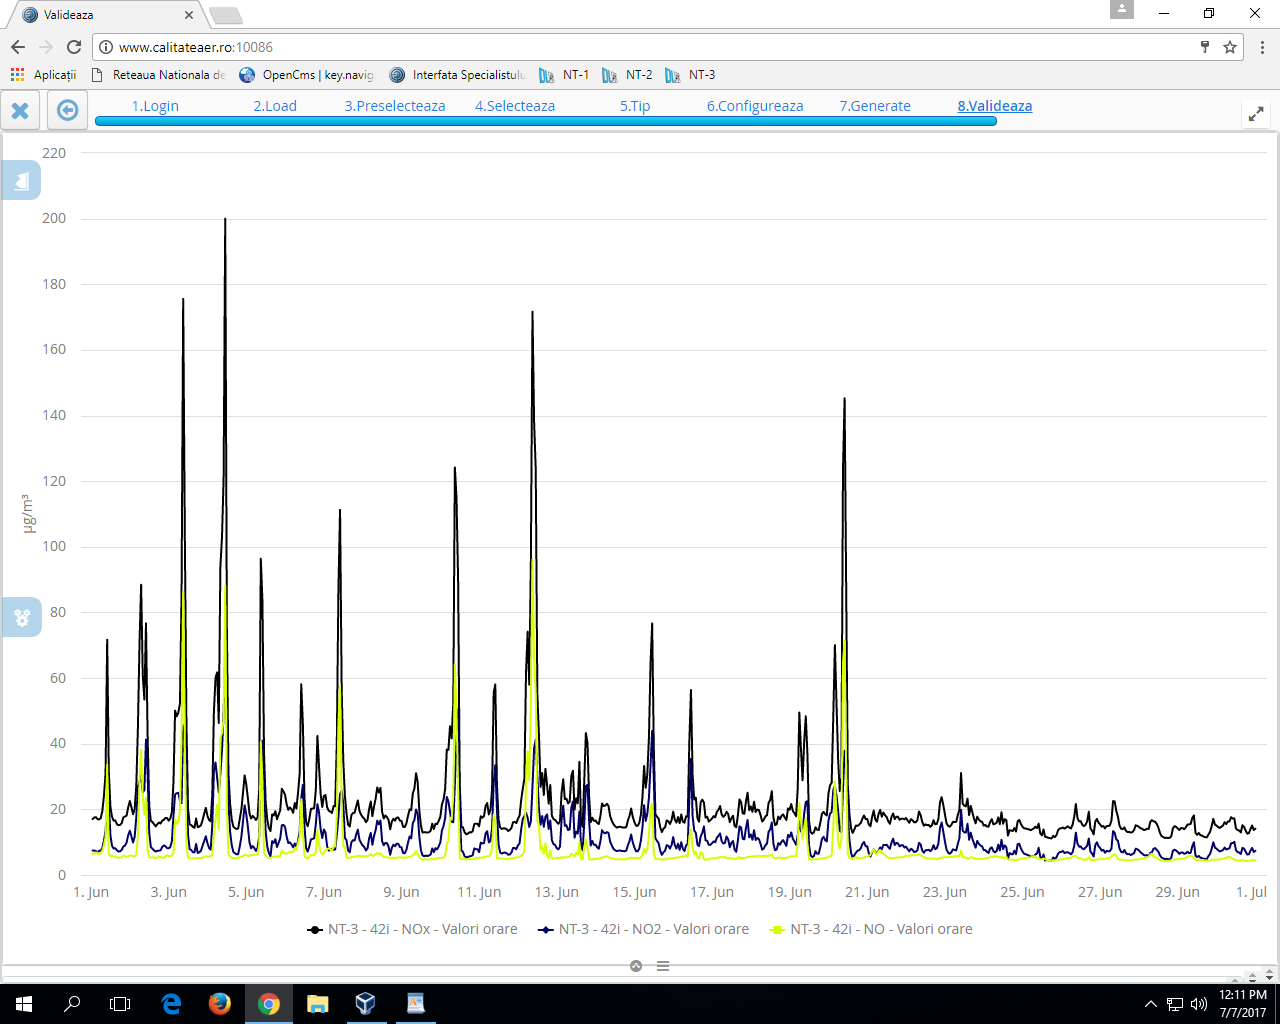 Valideaza
www.calitateaer.ro:10086
Aplicații Reteaua Nationala de OpenCms | key.navig Interfata Specialistulu NT-1 NT-2 NT-3
1.Login 2.Load 3.Preselecteaza 4.Selecteaza 5.Tip 6.Configureaza 7.Generate 8.Valideaza
220
200
180
160
140
120
100
80
60
40
20
0
µg/m³
1. Jun 3. Jun 5. Jun 7. Jun 9. Jun 11. Jun 13. Jun 15. Jun 17. Jun 19. Jun 21. Jun 23. Jun 25. Jun 27. Jun 29. Jun 1. Jul
NT-3 - 42i - NOx - Valori orare NT-3 - 42i - NO2 - Valori orare NT-3 - 42i - NO - Valori orare
12:11 PM
7/7/2017